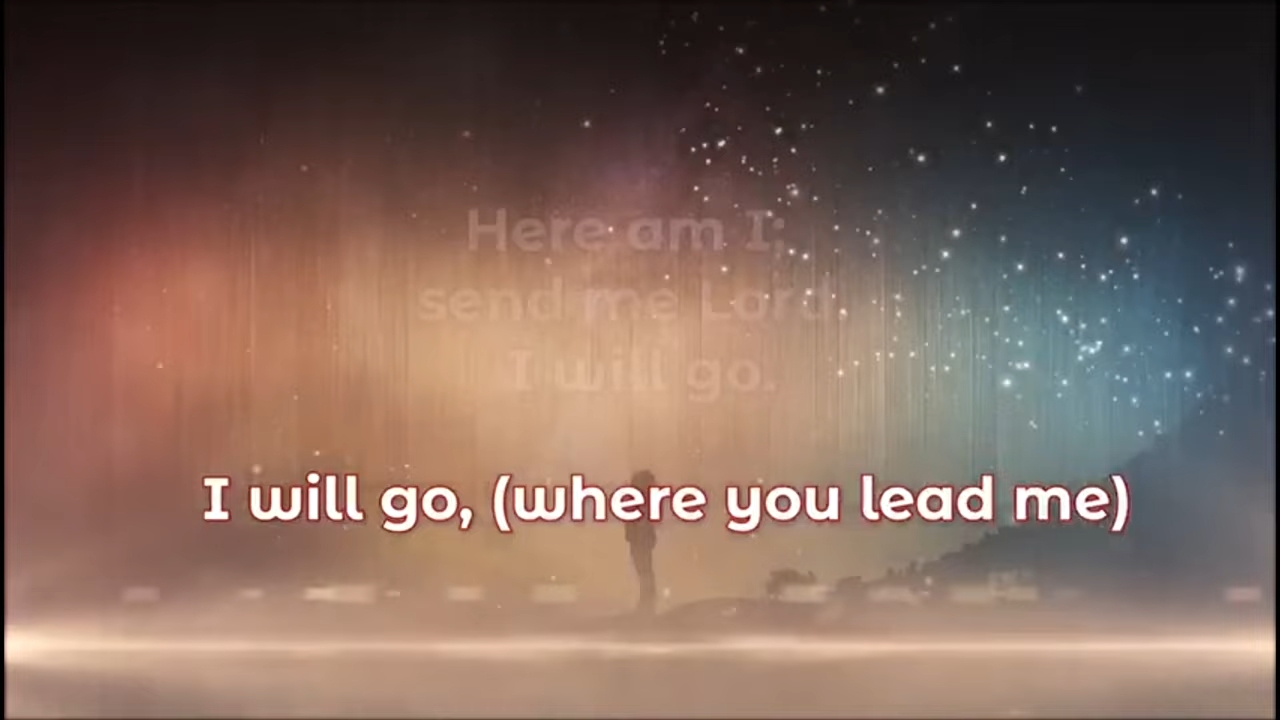 Here am I;
send me Lord.
I will go.
I will go, (where you lead me)